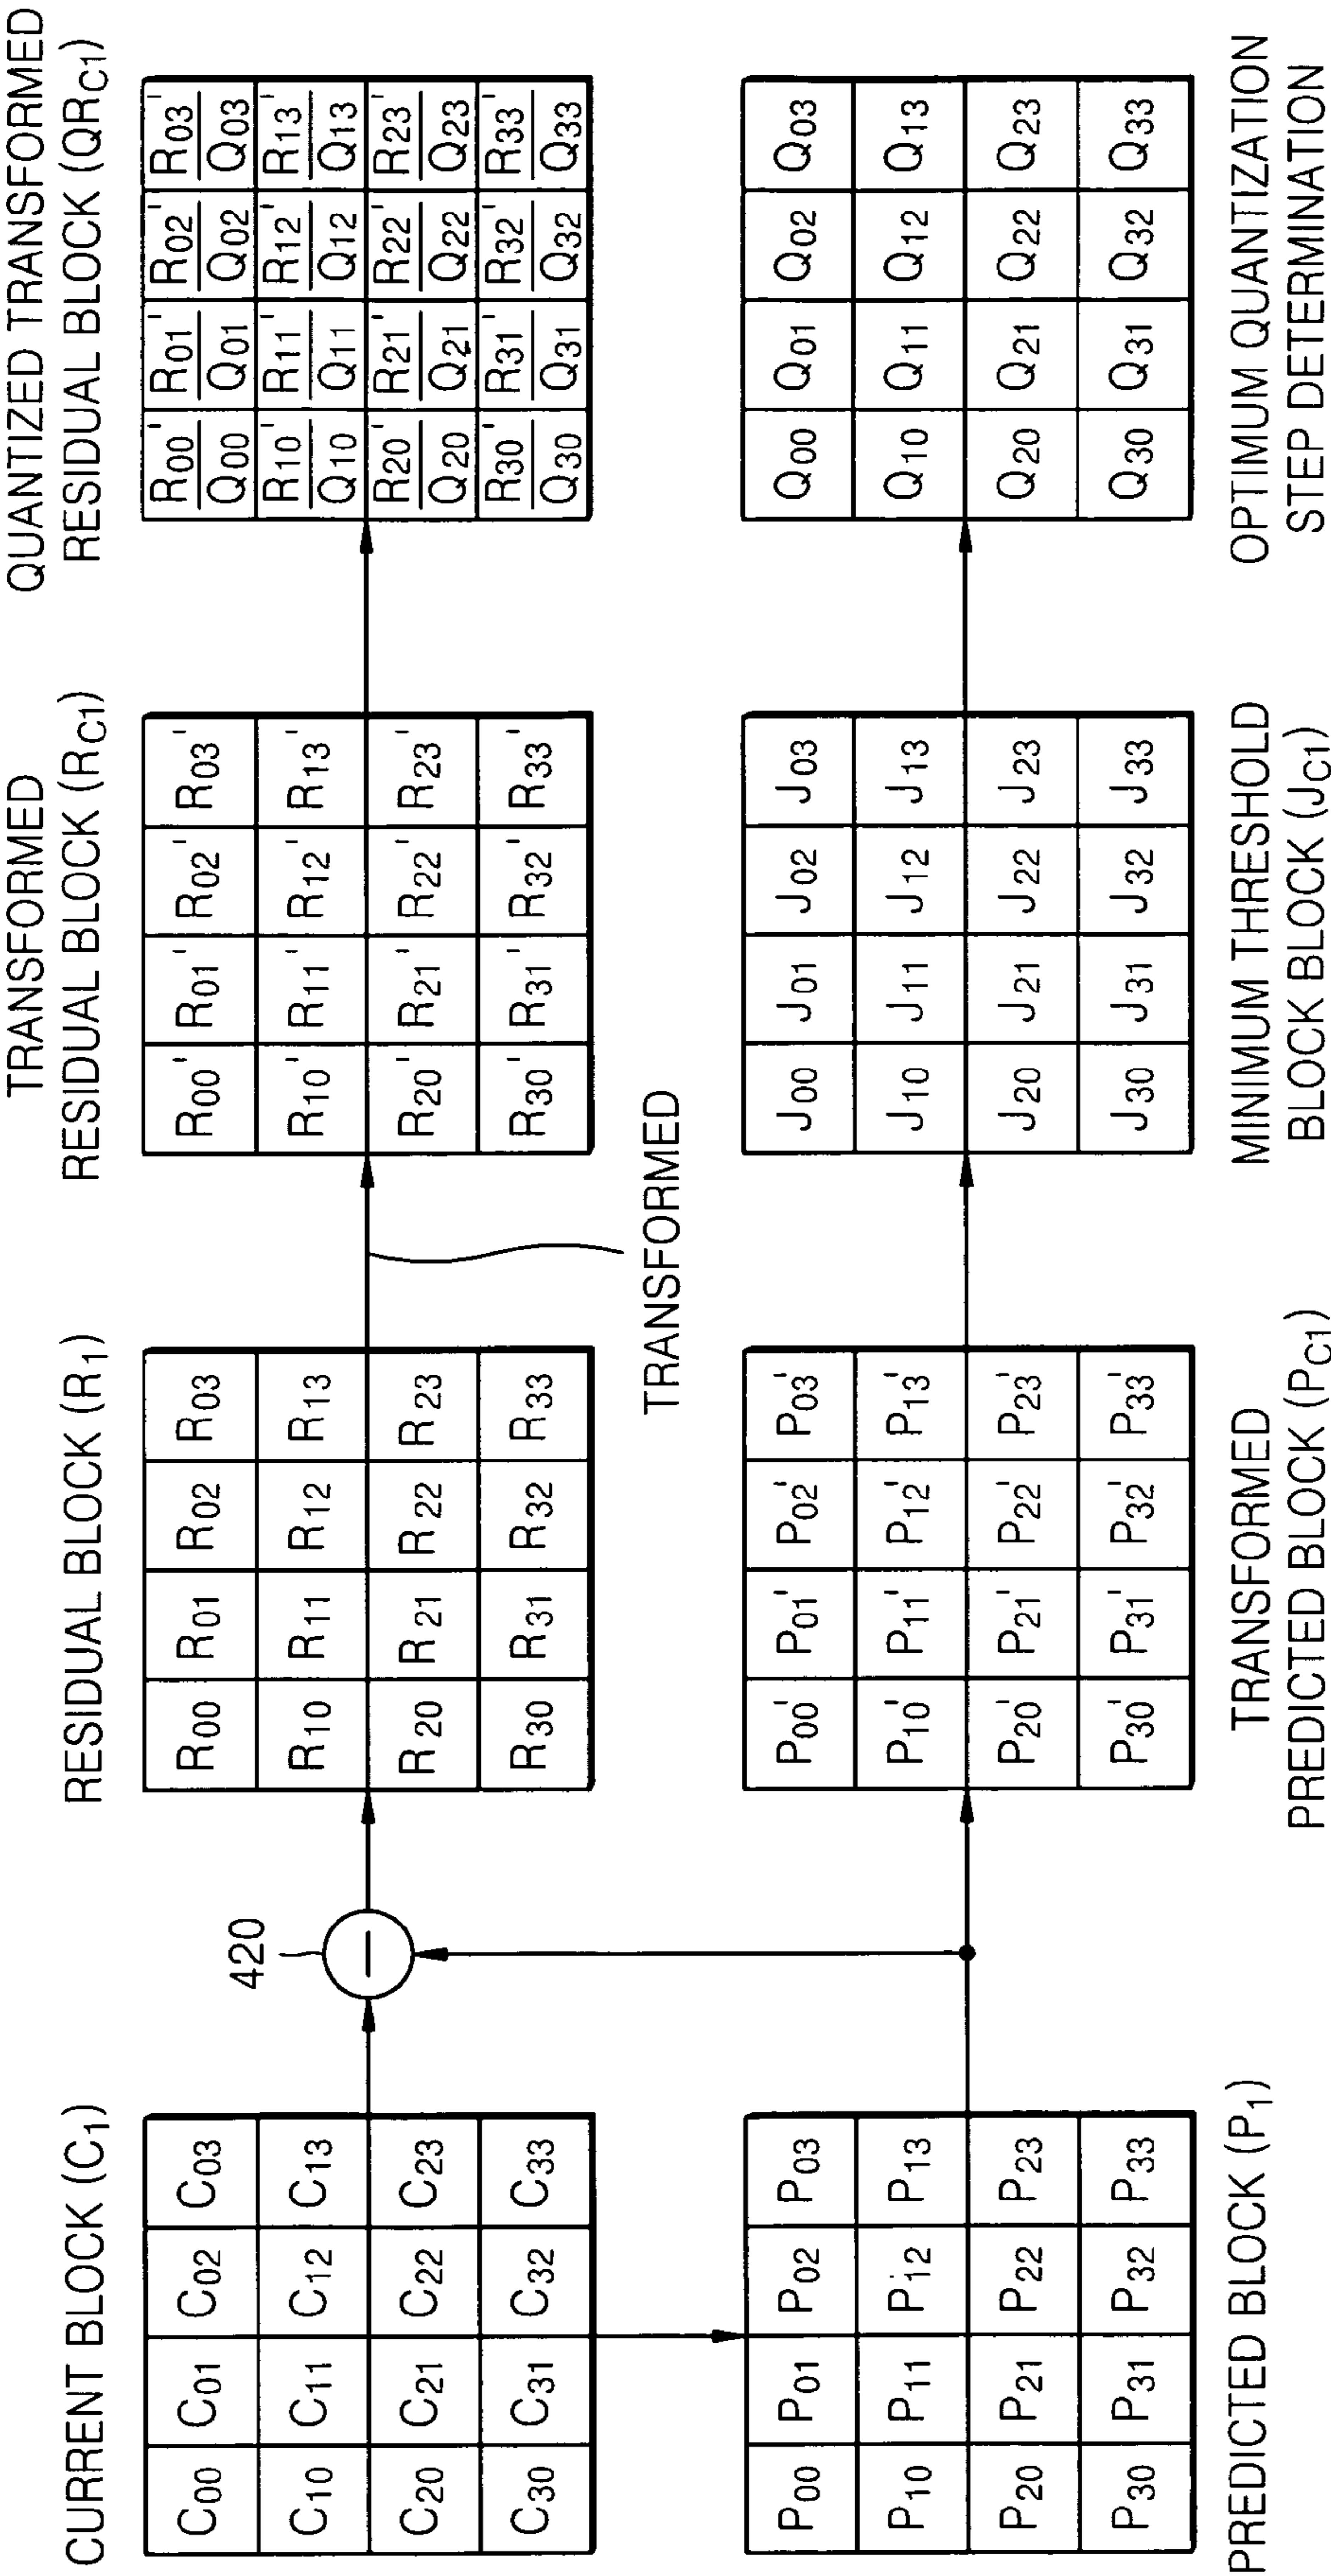 CURRENT BLOCK (C1)
C00 C01 C02 C03
C10 C11 C12 C13
C20 C21 C22 C23
C30 C31 C32 C33
420
RESIDUAL BLOCK (R1)
R00 R01 R02 R03
R10 R11 R12 R13
R20 R21 R22 R23
R30 R31 R32 R33
TRANSFORMED
TRANSFORMED
RESIDUAL BLOCK (RC1)
R00' R01' R02' R03'
R10' R11' R12' R13'
R20' R21' R22' R23'
R30' R31' R32' R33'
QUANTIZED TRANSFORMED
RESIDUAL BLOCK (QRC1)
R00' R01' R02' R03'
Q00 Q01 Q02 Q03
R10' R11' R12' R13'
Q10 Q11 Q12 Q13
R20' R21' R22' R23'
Q20 Q21 Q22 Q23
R30' R31' R32' R33'
Q30 Q31 Q32 Q33
P00 P01 P02 P03
P10 P11 P12 P13
P20 P21 P22 P23
P30 P31 P32 P33
PREDICTED BLOCK (P1)
P00' P01' P02' P03'
P10' P11' P12' P13'
P20' P21' P22' P23'
P30' P31' P32' P33'
TRANSFORMED
PREDICTED BLOCK (PC1)
J00 J01 J02 J03
J10 J11 J12 J13
J20 J21 J22 J23
J30 J31 J32 J33
MINIMUM THRESHOLD
BLOCK BLOCK (JC1)
Q00 Q01 Q02 Q03
Q10 Q11 Q12 Q13
Q20 Q21 Q22 Q23
Q30 Q31 Q32 Q33
OPTIMUM QUANTIZATION
STEP DETERMINATION